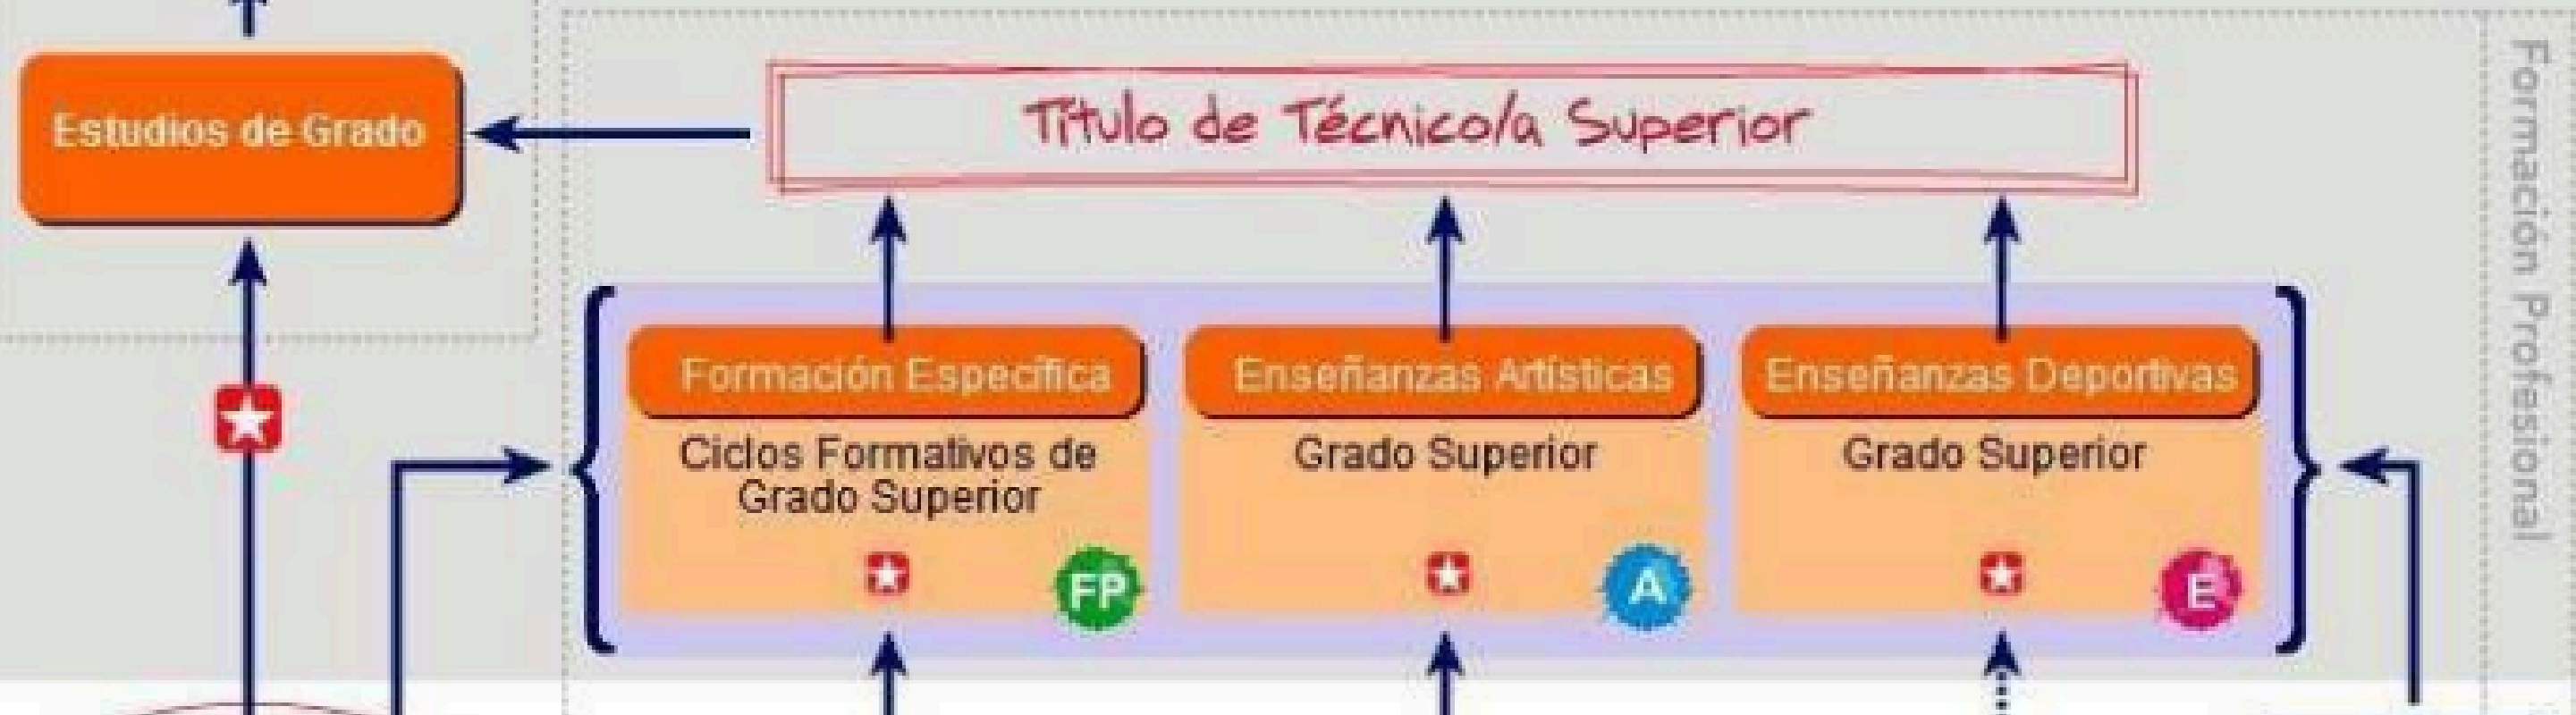 Estudios de Grado
Título de Técnico/a Superior
Formación Específica
Ciclos Formativos de
Grado Superior
FP
Enseñanzas Artísticas
Grado Superior
A
Enseñanzas Deportivas
Grado Superior
E
Formación Profesional